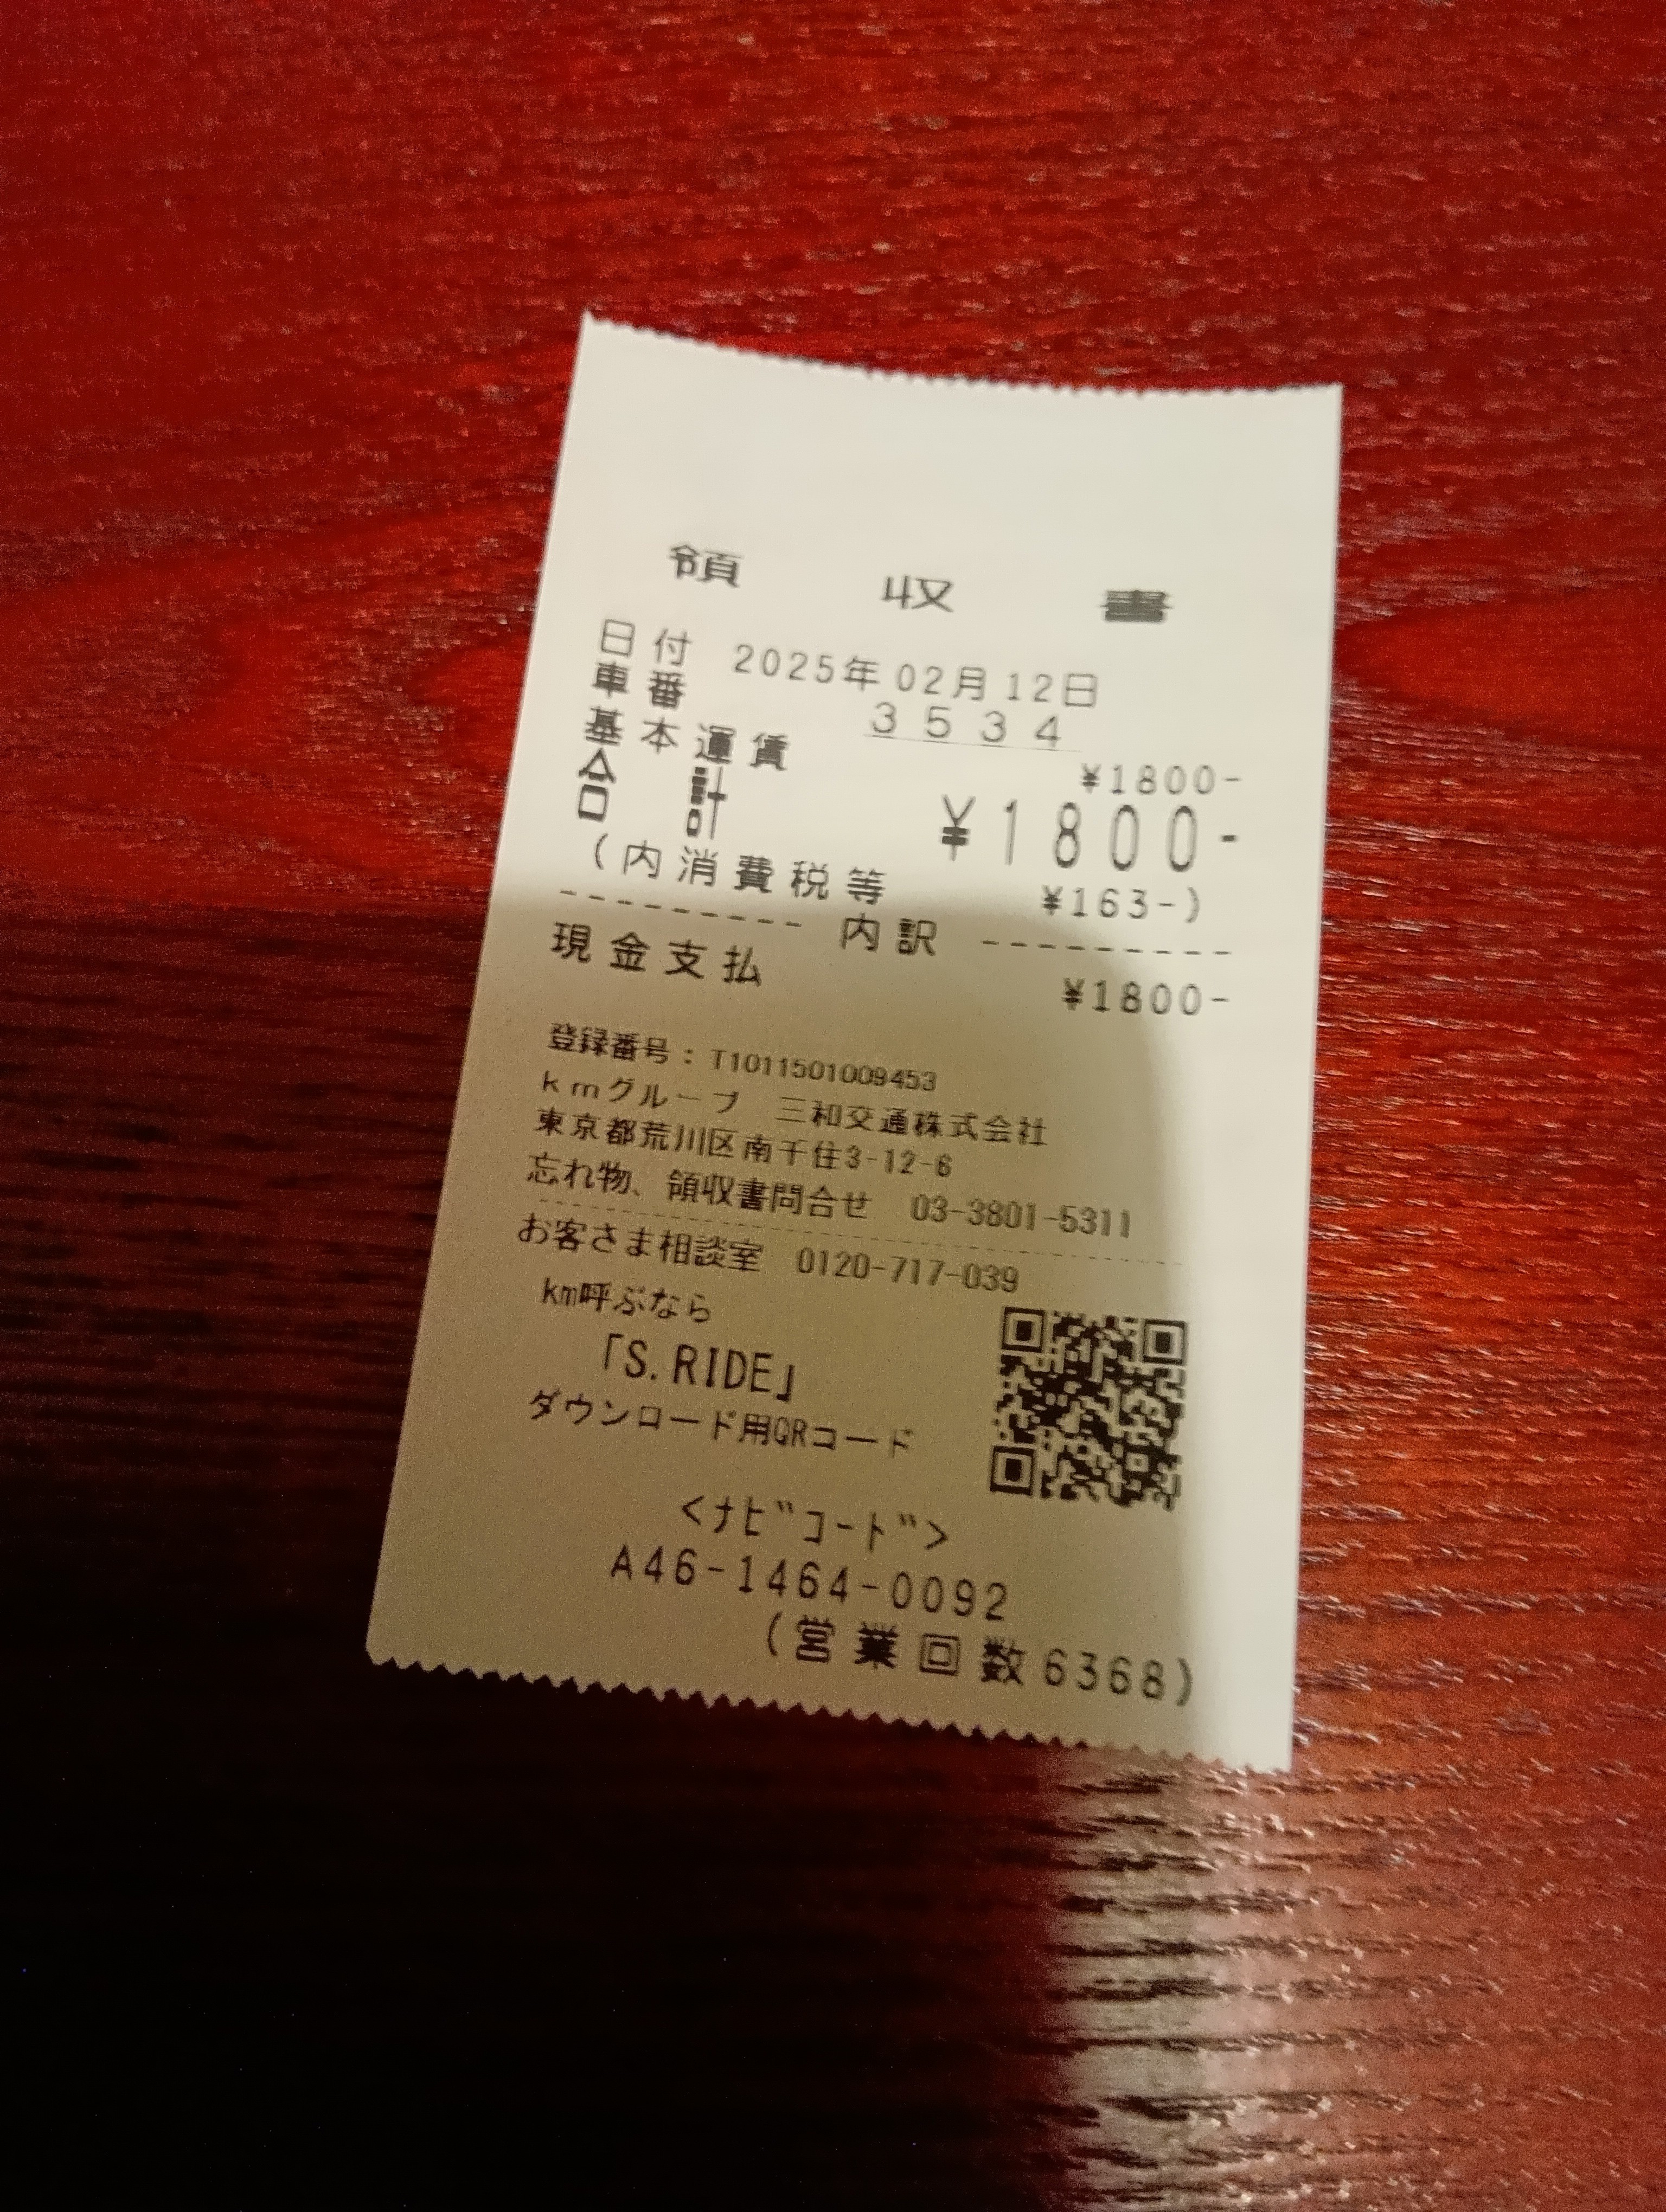 領収書
日付 2025年02月12日
車番 3534
基本運賃 ¥1800-
合計 ¥1800-
(内消費税等 ¥163-)
--------- 内訳 ---------
現金支払 ¥1800-
登録番号：T1011501009453
kmグループ 三和交通株式会社
東京都荒川区南千住3-12-6
忘れ物、領収書問合せ 03-3801-5311
お客さま相談室 0120-717-039
km呼ぶなら
「S.RIDE」
ダウンロード用QRコード
<ﾅﾋﾞｺｰﾄﾞ>
A46-1464-0092
(営業回数6368)